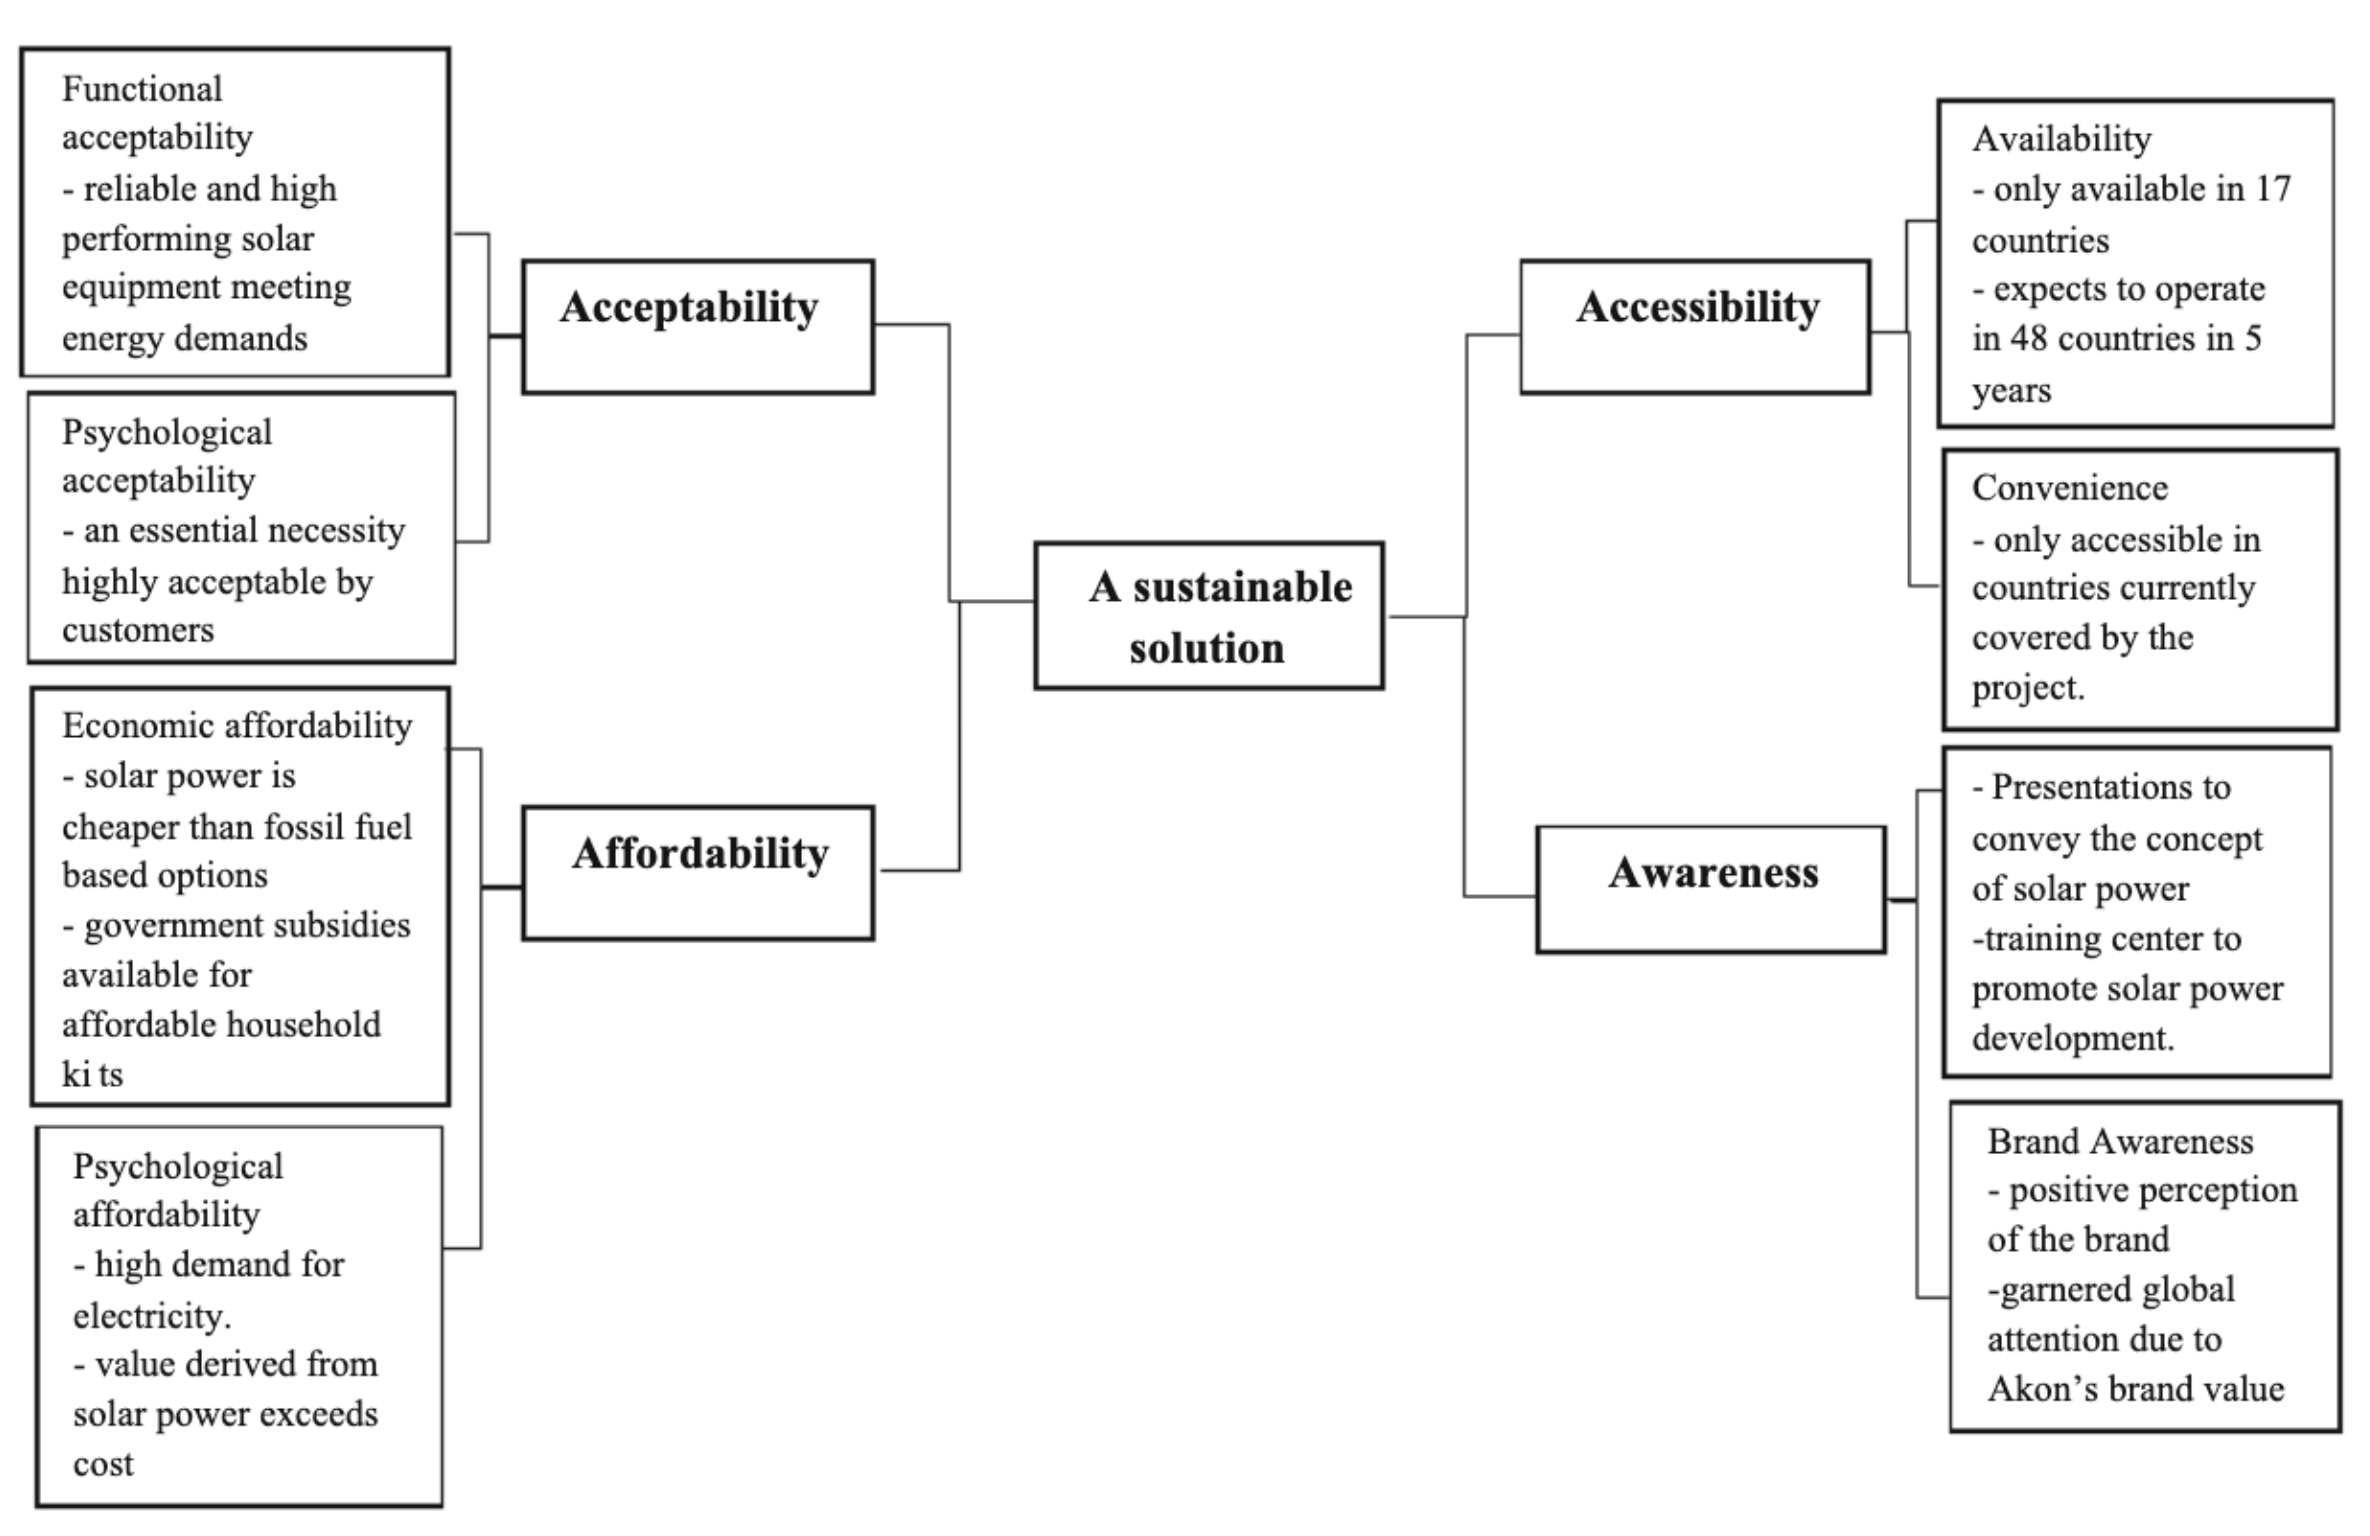 Functional
acceptability
- reliable and high
performing solar
equipment meeting
energy demands
Psychological
acceptability
- an essential necessity
highly acceptable by
customers
Economic affordability
- solar power is
cheaper than fossil fuel
based options
- government subsidies
available for
affordable household
ki ts
Psychological
affordability
- high demand for
electricity.
- value derived from
solar power exceeds
cost
Acceptability
Affordability
A sustainable
solution
Accessibility
Awareness
Availability
- only available in 17
countries
- expects to operate
in 48 countries in 5
years
Convenience
- only accessible in
countries currently
covered by the
project.
- Presentations to
convey the concept
of solar power
-training center to
promote solar power
development.
Brand Awareness
- positive perception
of the brand
-garnered global
attention due to
Akon’s brand value